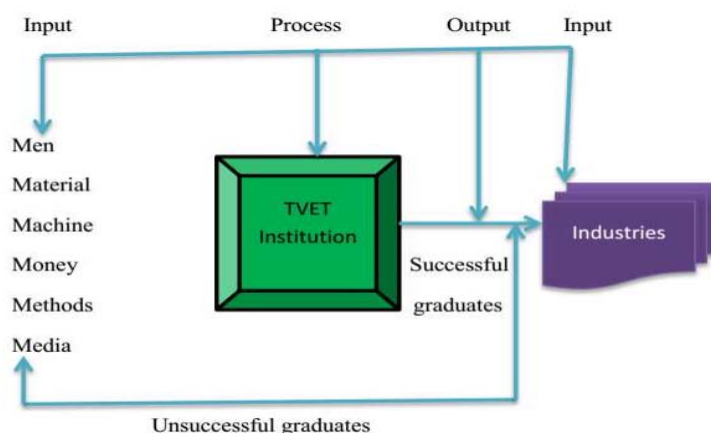 Input Process Output Input
Men
Material
Machine
Money
Methods
Media
TVET
Institution
Successful
graduates
Industries
Unsuccessful graduates